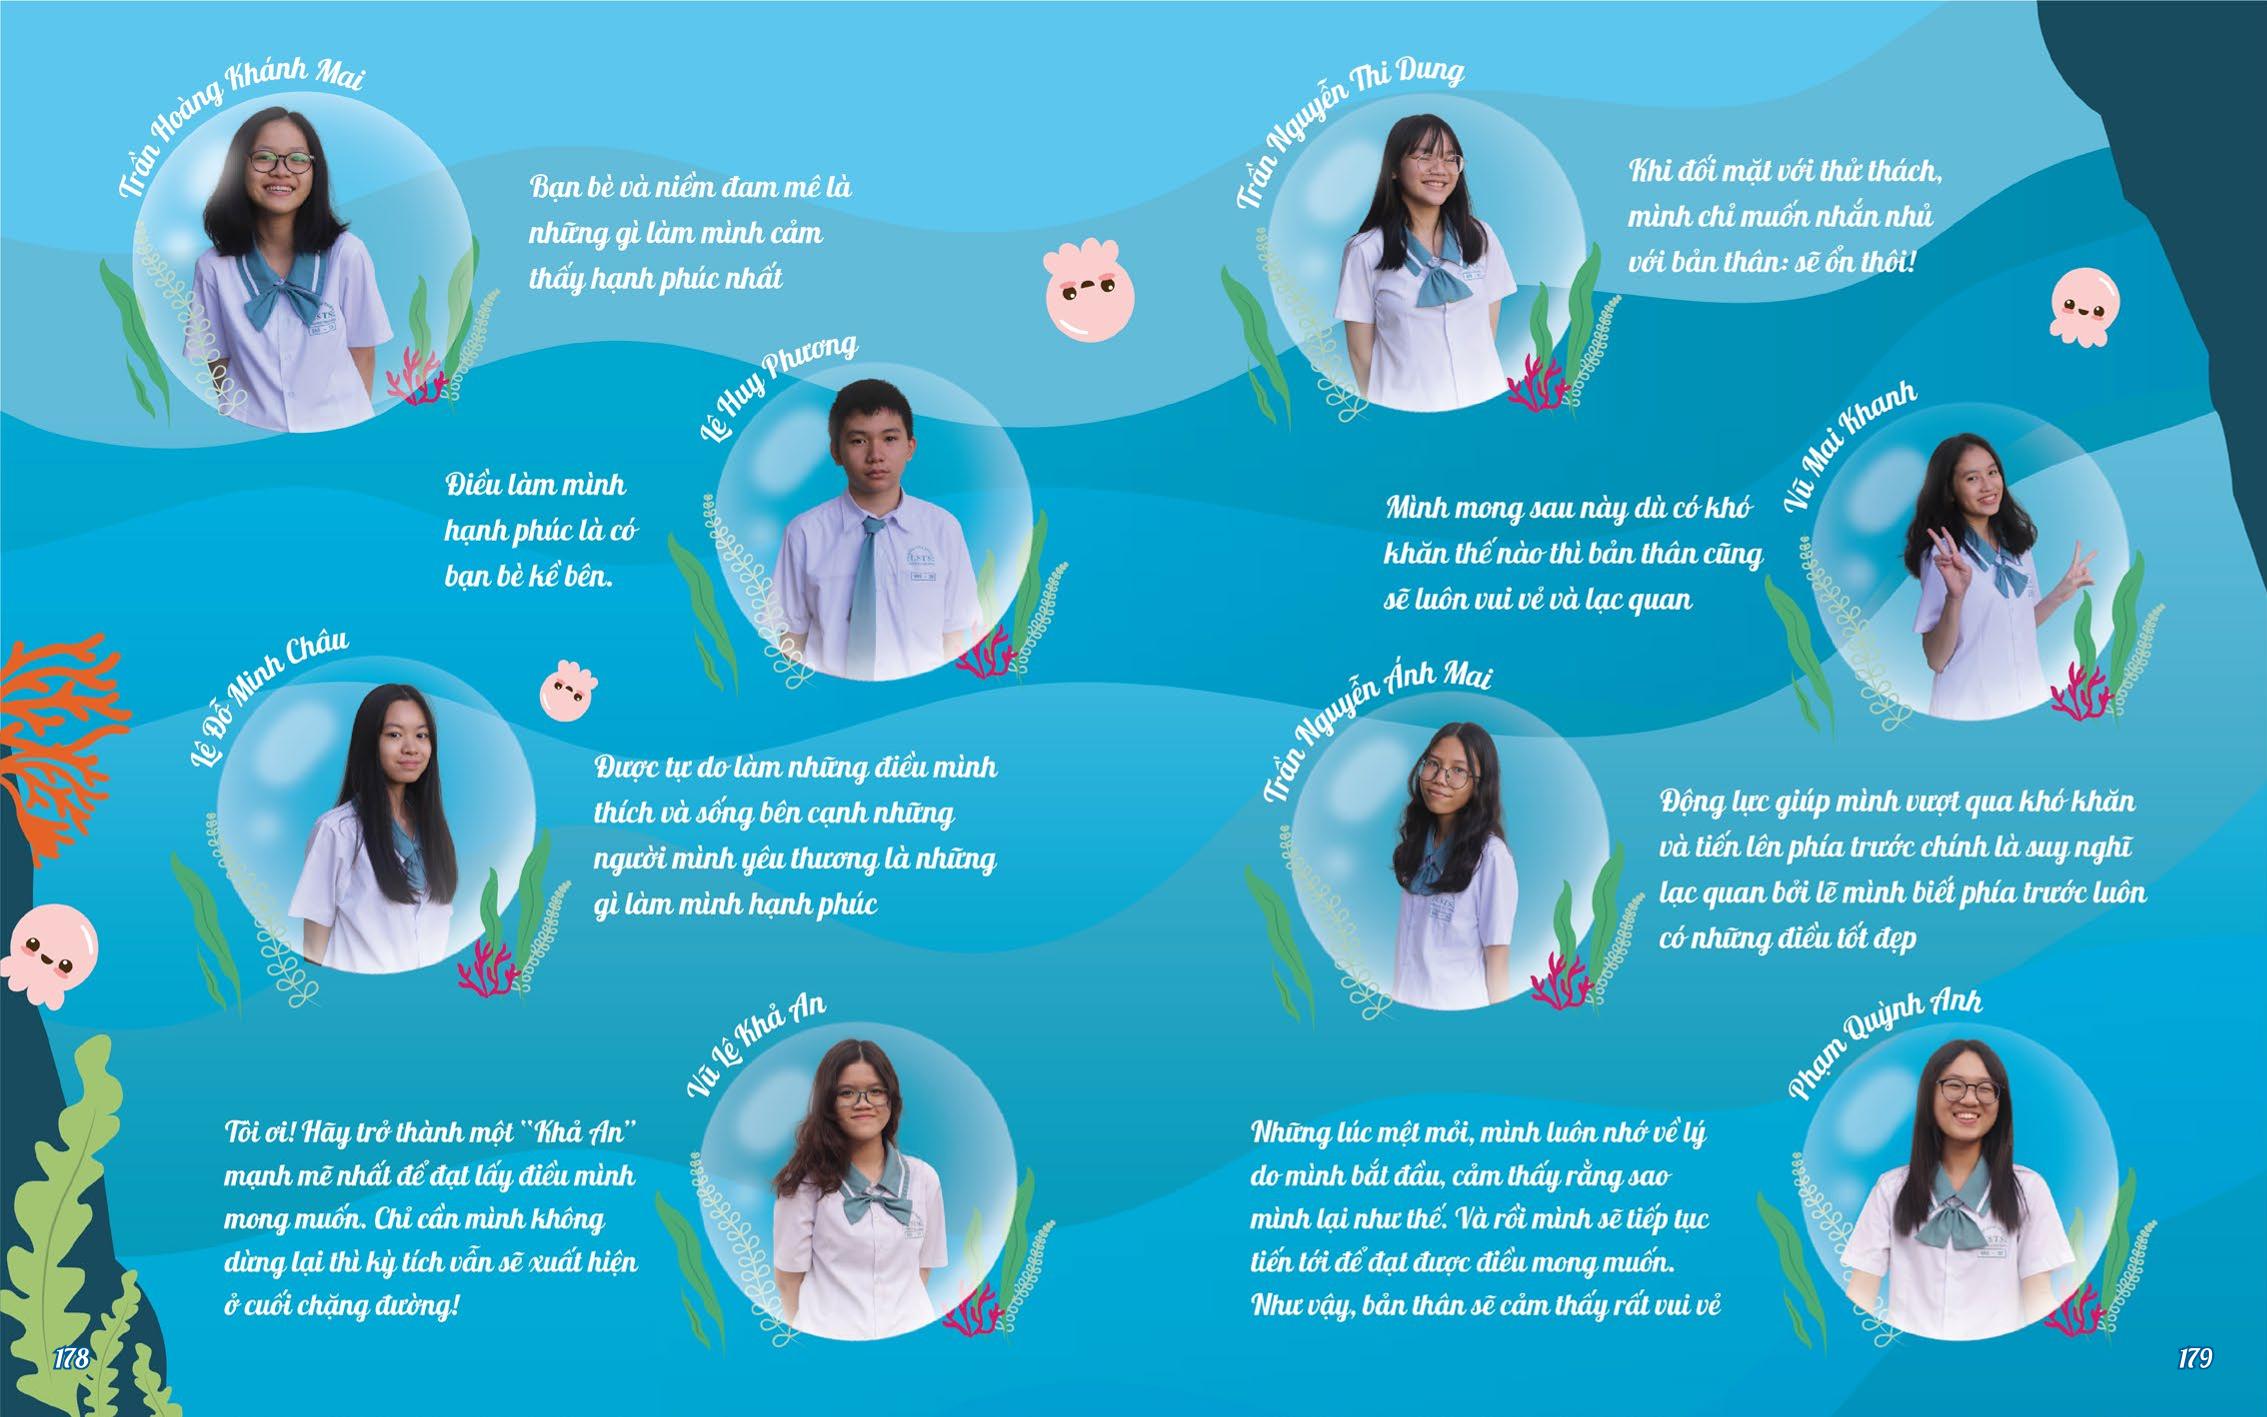 Trần Hoàng Khánh Mai
Bạn bè và niềm đam mê là
những gì làm mình cảm
thấy hạnh phúc nhất
Lê Huy Phương
Điều làm mình
hạnh phúc là có
bạn bè kề bên.
Lê Đỗ Minh Châu
Được tự do làm những điều mình
thích và sống bên cạnh những
người mình yêu thương là những
gì làm mình hạnh phúc
Vũ Lê Khả An
Tôi ơi! Hãy trở thành một “Khả An”
mạnh mẽ nhất để đạt lấy điều mình
mong muốn. Chỉ cần mình không
dừng lại thì kỳ tích vẫn sẽ xuất hiện
ở cuối chặng đường!
178
Trần Nguyễn Thi Dung
Khi đối mặt với thử thách,
mình chỉ muốn nhắn nhủ
với bản thân: sẽ ổn thôi!
Vũ Mai Khanh
Mình mong sau này dù có khó
khăn thế nào thì bản thân cũng
sẽ luôn vui vẻ và lạc quan
Trần Nguyễn Ánh Mai
Động lực giúp mình vượt qua khó khăn
và tiến lên phía trước chính là suy nghĩ
lạc quan bởi lẽ mình biết phía trước luôn
có những điều tốt đẹp
Phạm Quỳnh Anh
Những lúc mệt mỏi, mình luôn nhớ về lý
do mình bắt đầu, cảm thấy rằng sao
mình lại như thế. Và rồi mình sẽ tiếp tục
tiến tới để đạt được điều mong muốn.
Như vậy, bản thân sẽ cảm thấy rất vui vẻ
179